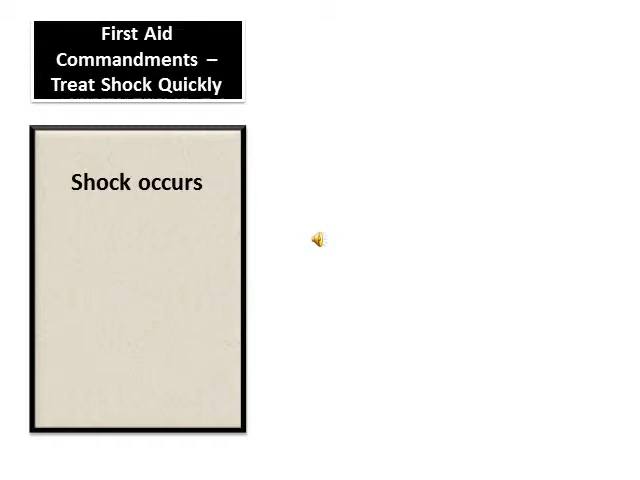 First Aid
Commandments –
Treat Shock Quickly
Shock occurs